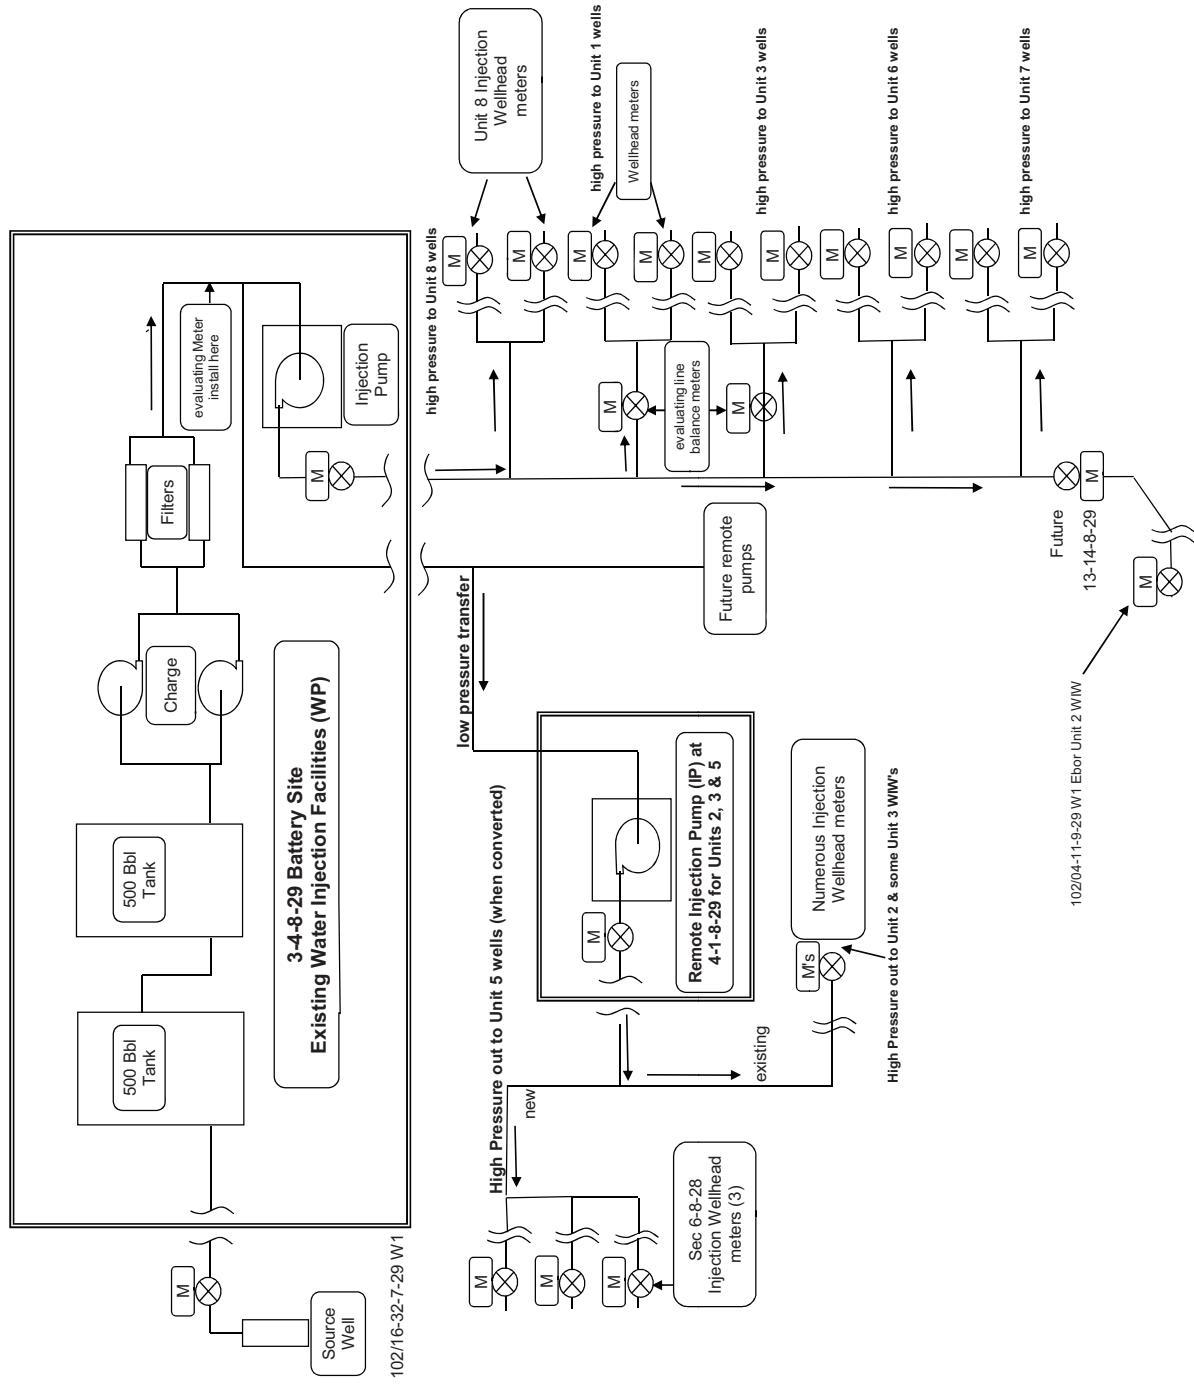 Source
Well
102/16-32-7-29 W1
M
500 Bbl
Tank
500 Bbl
Tank
3-4-8-29 Battery Site
Existing Water Injection Facilities (WP)
Charge
Filters
evaluating Meter
install here
Injection
Pump
M
high pressure to Unit 8 wells
Unit 8 Injection
Wellhead
meters
M
M
high pressure to Unit 1 wells
Wellhead meters
M
M
M
M
high pressure to Unit 3 wells
M
M
high pressure to Unit 6 wells
M
M
high pressure to Unit 7 wells
M
evaluating line
balance meters
M
low pressure transfer
Future remote
pumps
Future
M
13-14-8-29
M
102/04-11-9-29 W1 Ebor Unit 2 WIW
High Pressure out to Unit 5 wells (when converted)
M
Remote Injection Pump (IP) at
4-1-8-29 for Units 2, 3 & 5
Numerous Injection
Wellhead meters
M's
High Pressure out to Unit 2 & some Unit 3 WIW's
new
existing
M
M
M
Sec 6-8-28
Injection Wellhead
meters (3)